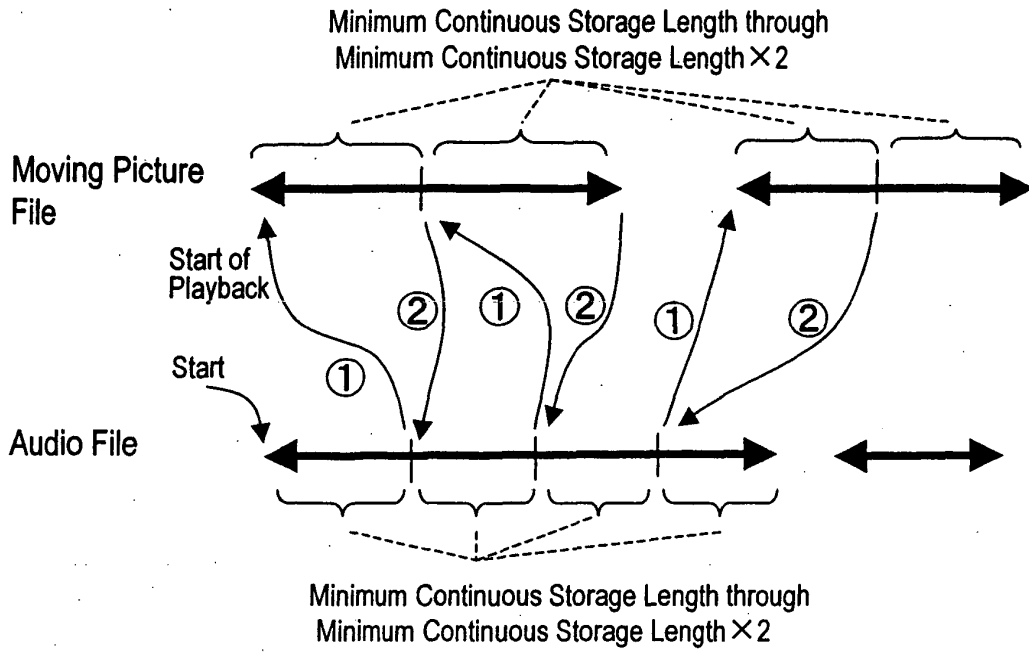 Minimum Continuous Storage Length through
Minimum Continuous Storage Length×2
Moving Picture
File
Start of
Playback
②
①
②
①
②
①
Start
Audio File
Minimum Continuous Storage Length through
Minimum Continuous Storage Length×2